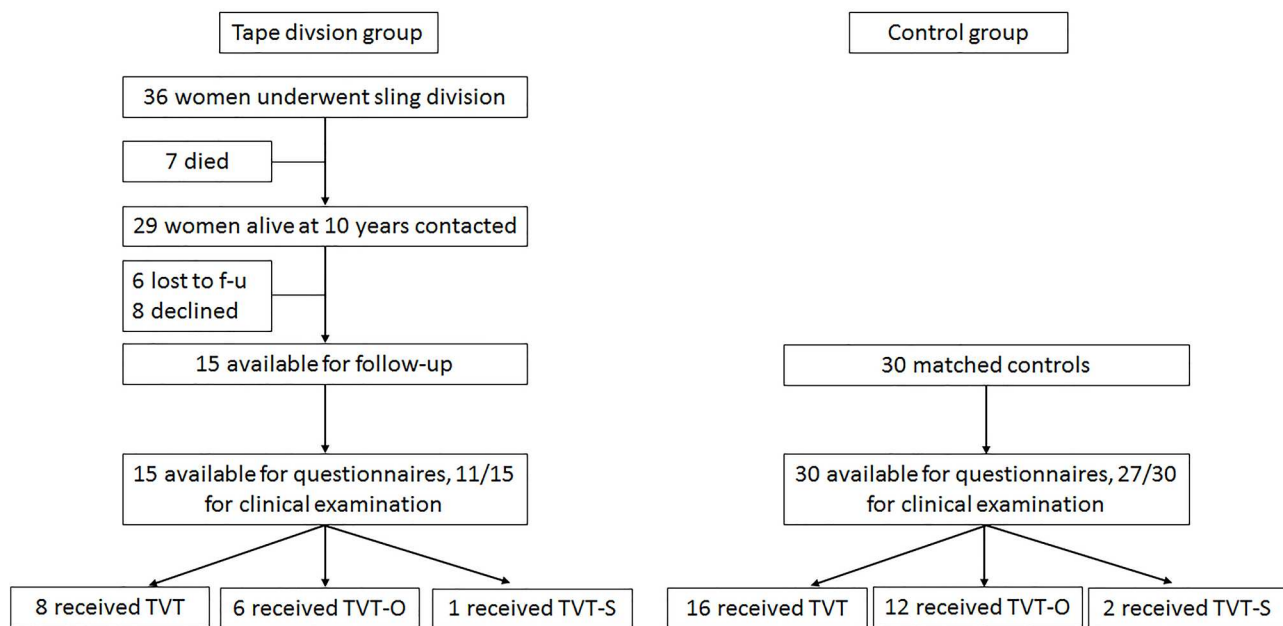 Tape divsion group
Control group
36 women underwent sling division
7 died
29 women alive at 10 years contacted
6 lost to f-u
8 declined
15 available for follow-up
30 matched controls
15 available for questionnaires, 11/15
for clinical examination
30 available for questionnaires, 27/30
for clinical examination
8 received TVT
6 received TVT-O
1 received TVT-S
16 received TVT
12 received TVT-O
2 received TVT-S